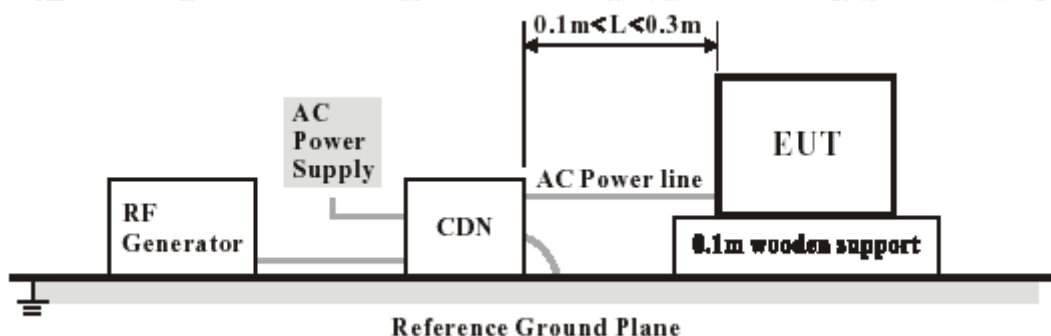 0.1m<L<0.3m
AC
Power
Supply
EUT
AC Power line
RF
Generator
CDN
0.1m wooden support
Reference Ground Plane